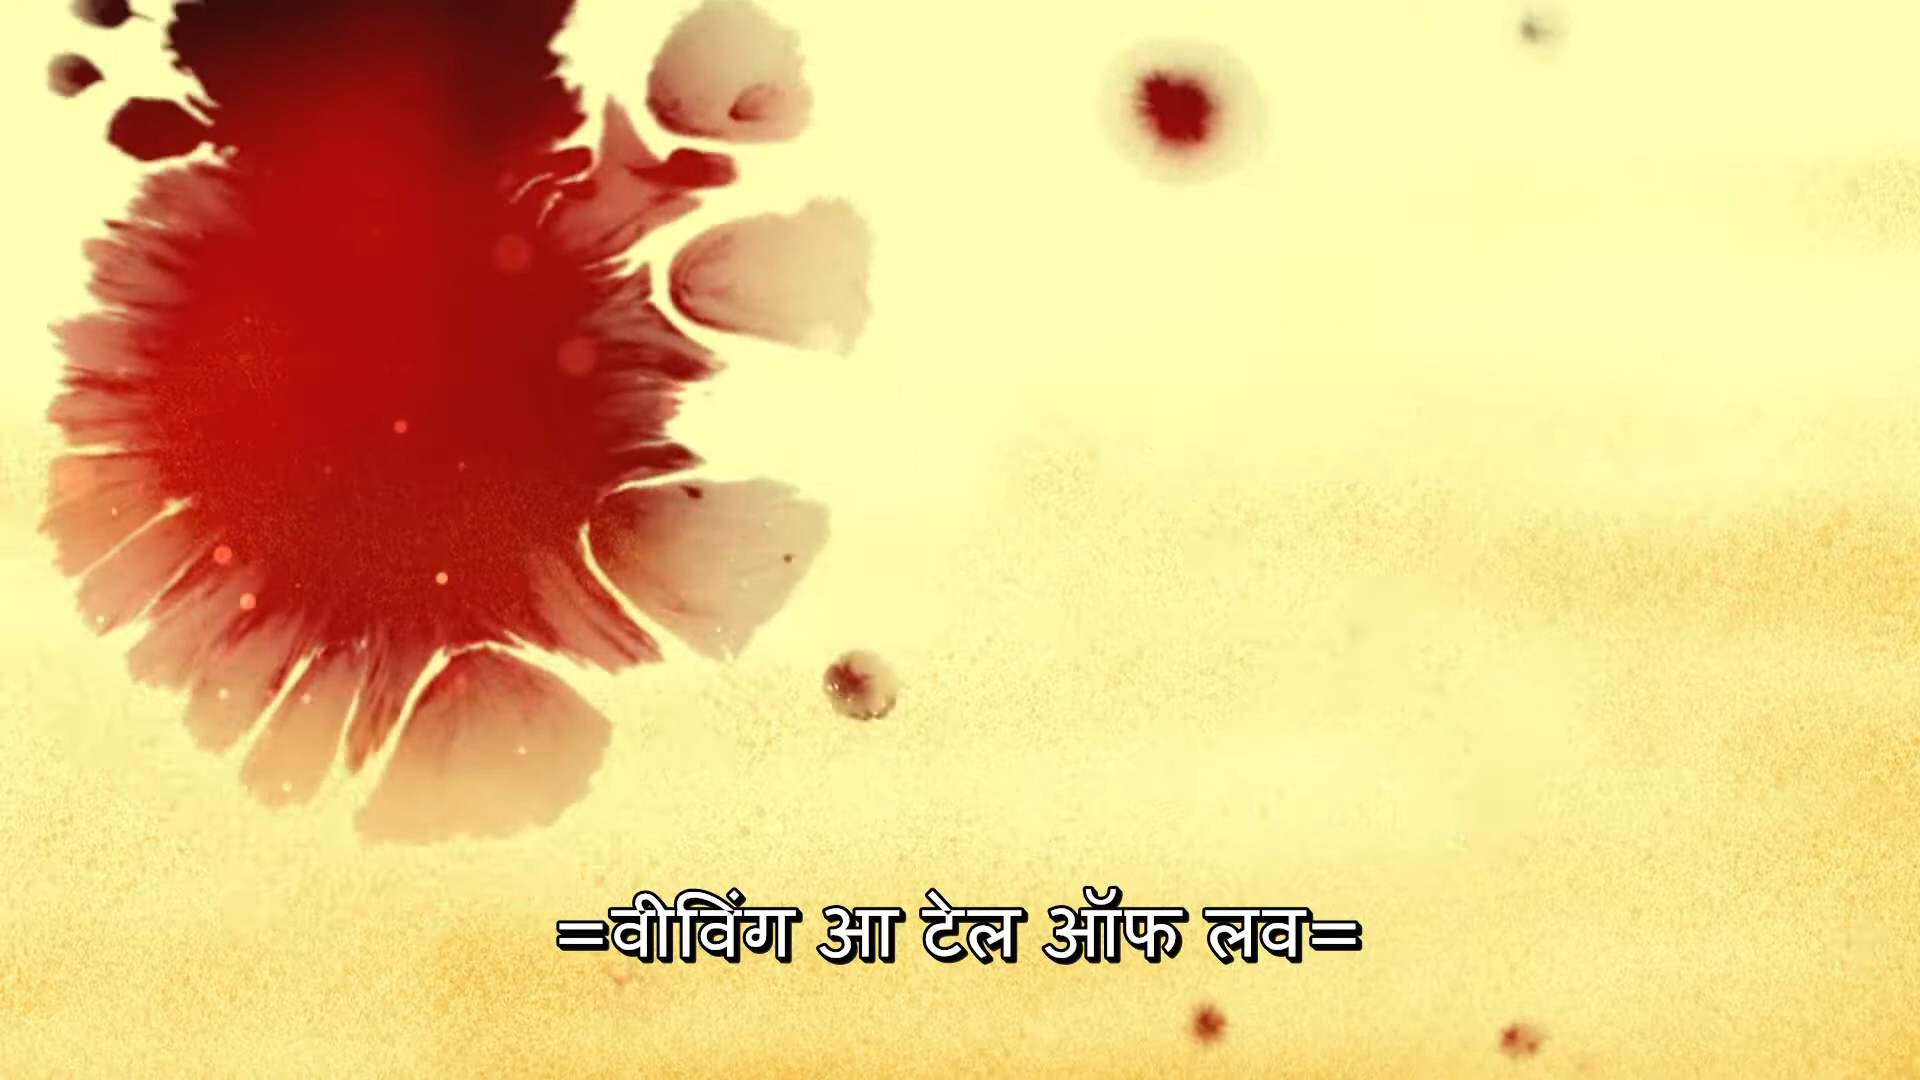 =वीविंग आ टेल ऑफ लव=